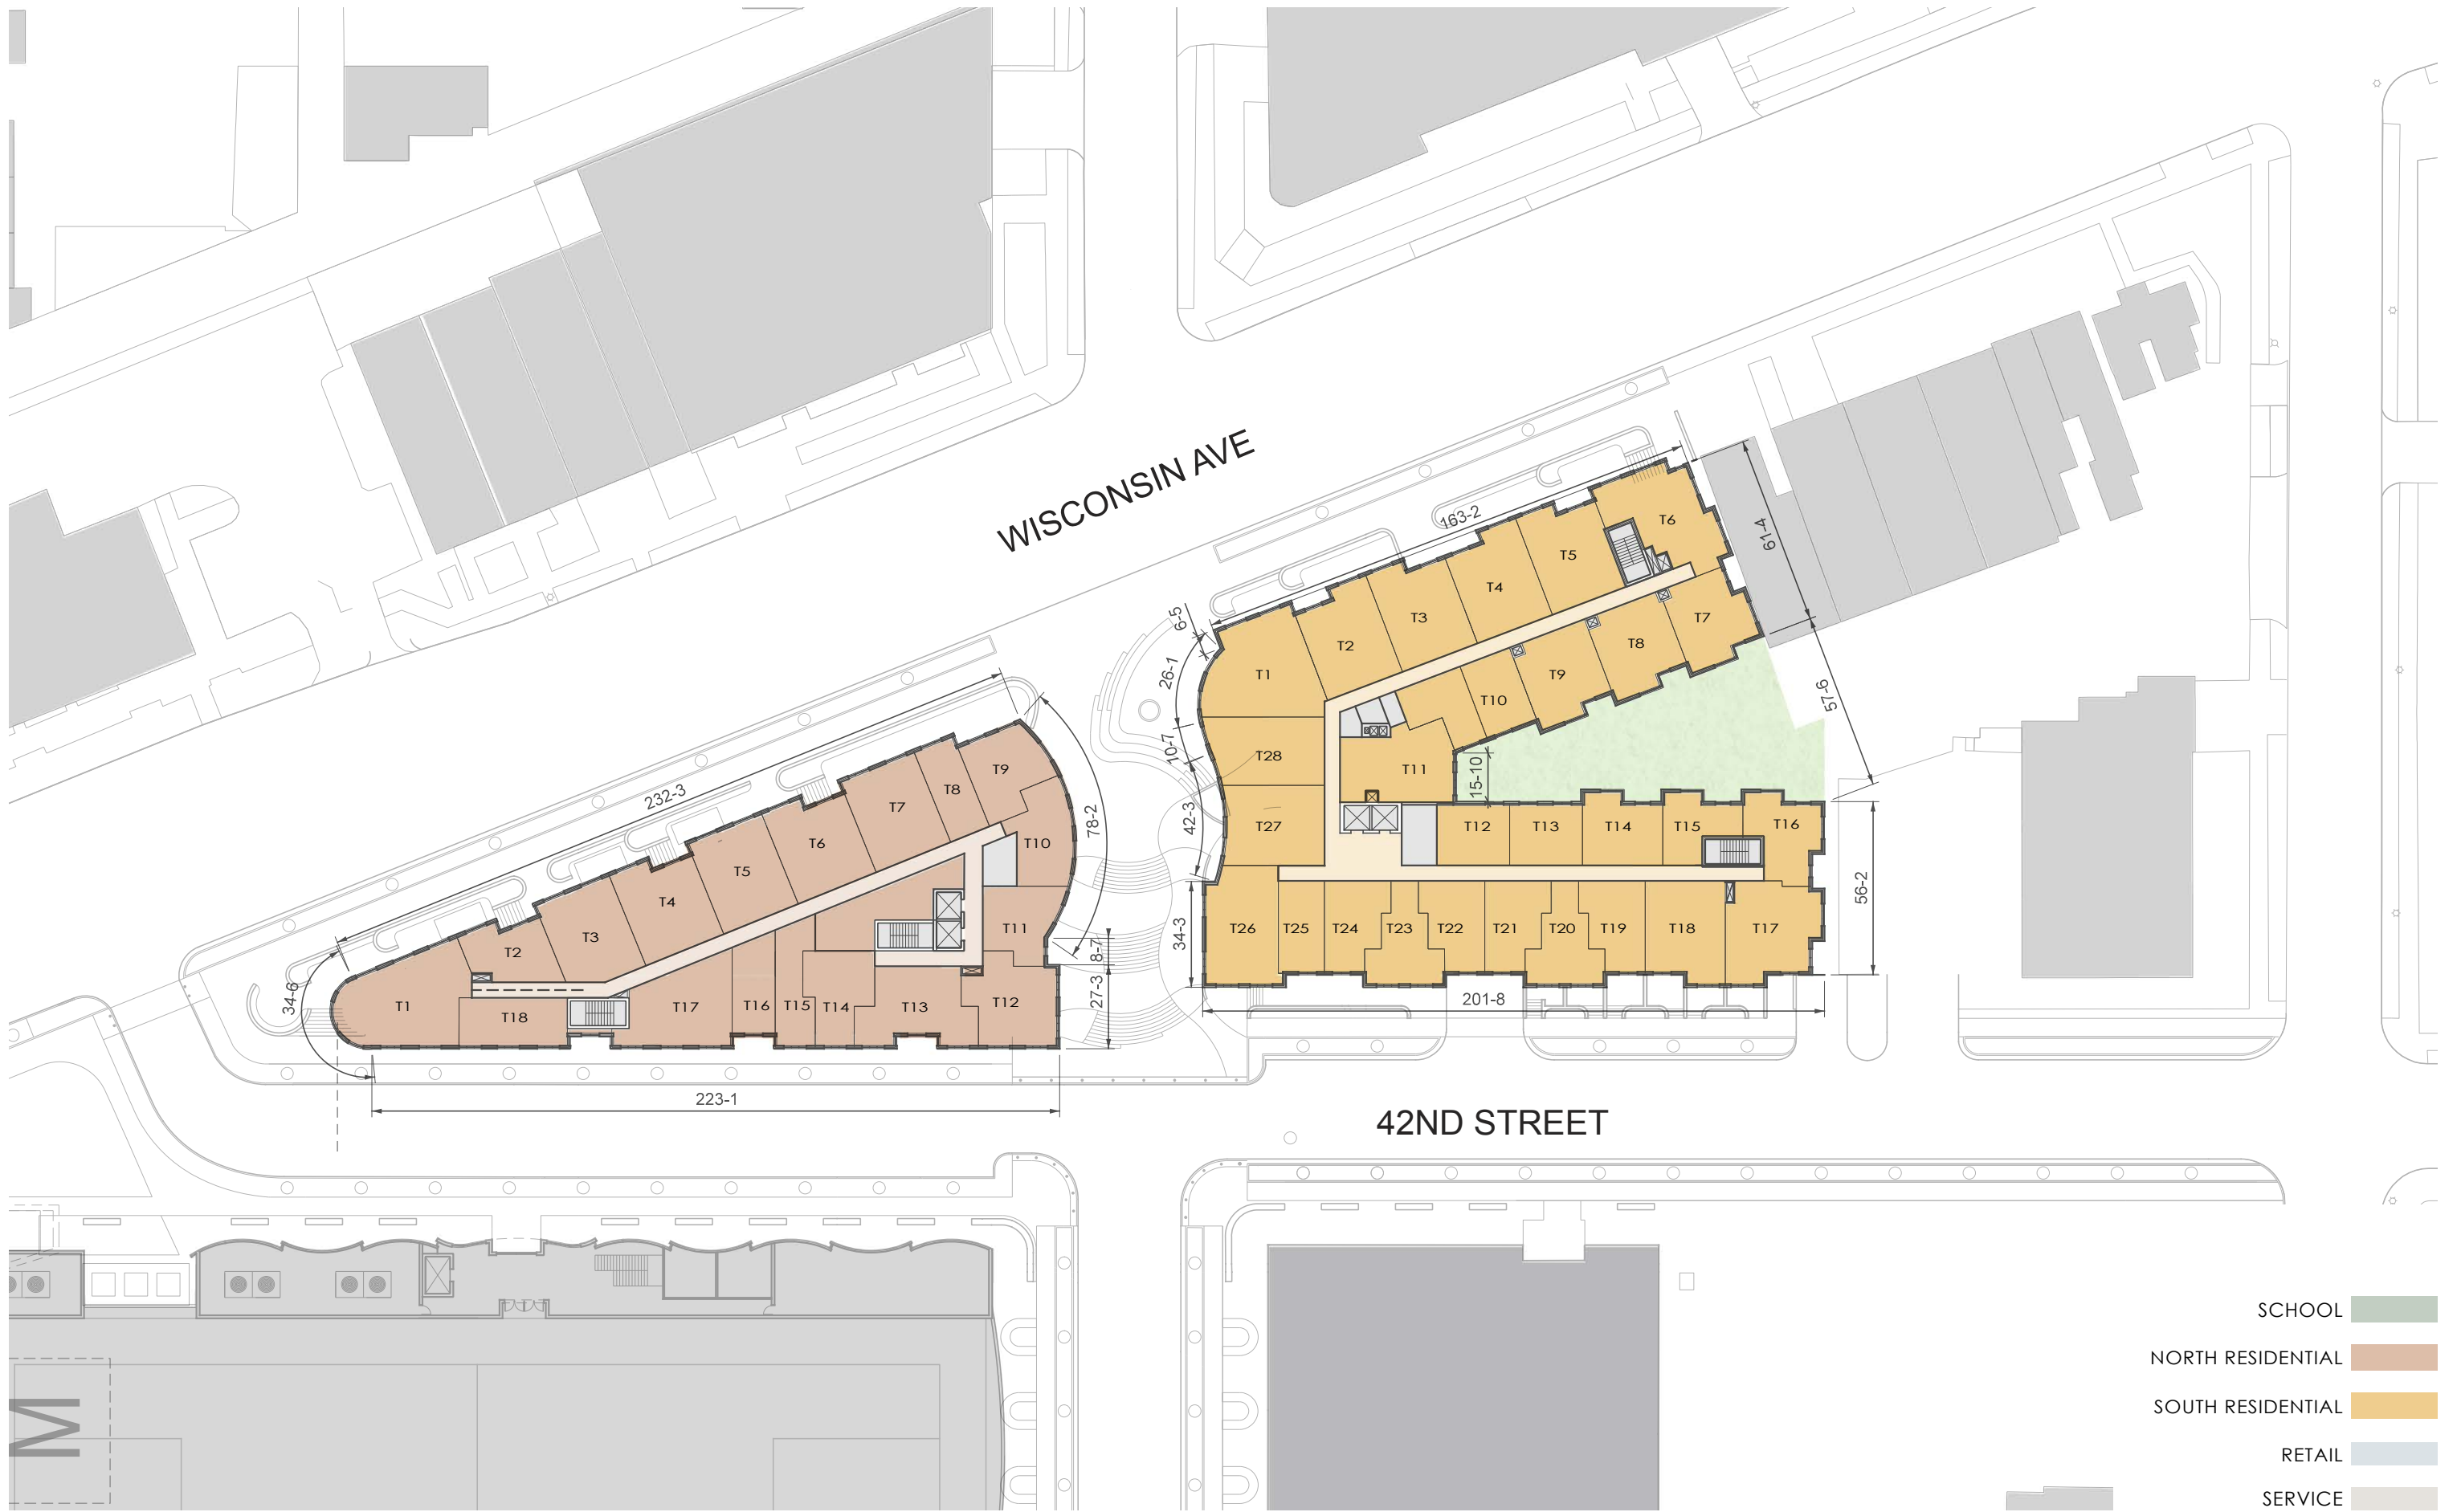 WISCONSIN AVE
163-2
61-4
57-6
6-5
26-1
10-7
42-3
34-3
15-10
56-2
201-8
T1
T2
T3
T4
T5
T6
T7
T8
T9
T10
T11
T12
T13
T14
T15
T16
T17
T18
T19
T20
T21
T22
T23
T24
T25
T26
T27
T28
232-3
78-2
8-7
27-3
34-6
223-1
T1
T2
T3
T4
T5
T6
T7
T8
T9
T10
T11
T12
T13
T14
T15
T16
T17
T18
42ND STREET
M
SCHOOL
NORTH RESIDENTIAL
SOUTH RESIDENTIAL
RETAIL
SERVICE